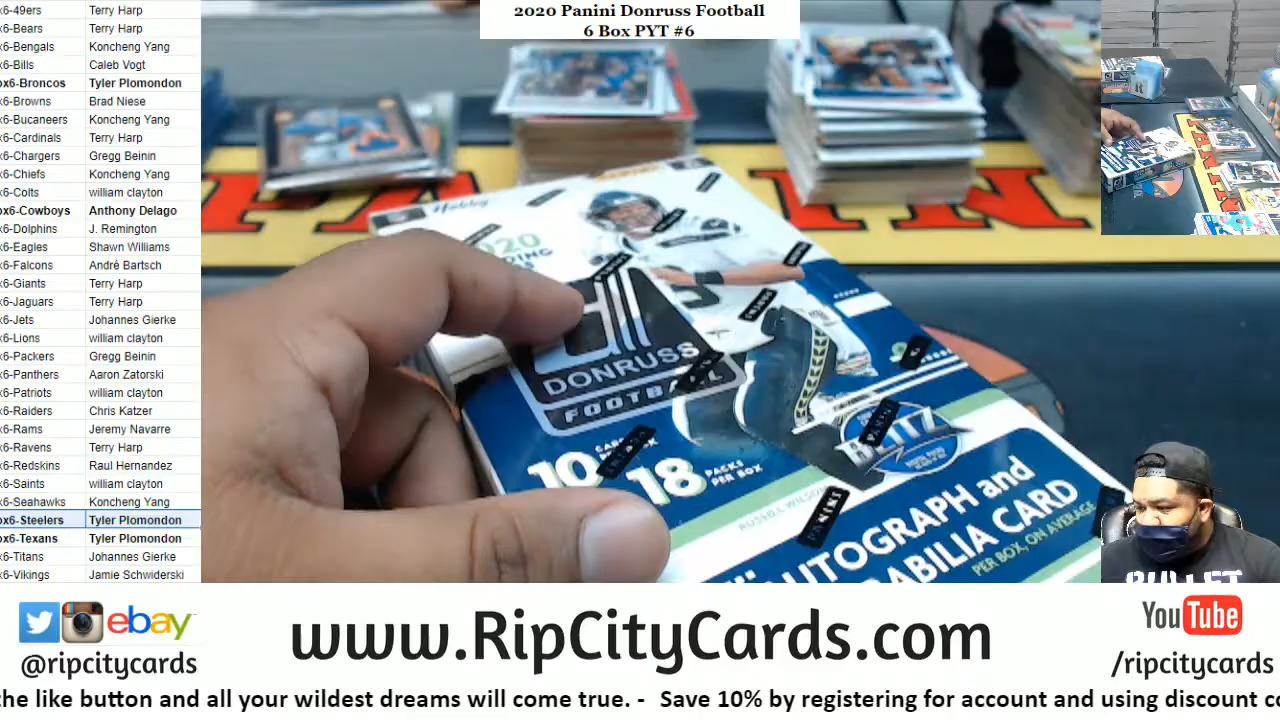 2020 Panini Donruss Football
6 Box PYT #6
x6-49ers Terry Harp
x6-Bears Terry Harp
x6-Bengals Koncheng Yang
x6-Bills Caleb Vogt
ox6-Broncos Tyler Plomondon
x6-Browns Brad Niese
x6-Bucaneers Koncheng Yang
x6-Cardinals Terry Harp
x6-Chargers Gregg Beinin
x6-Chiefs Koncheng Yang
x6-Colts william clayton
ox6-Cowboys Anthony Delago
x6-Dolphins J. Remington
x6-Eagles Shawn Williams
x6-Falcons André Bartsch
x6-Giants Terry Harp
x6-Jaguars Terry Harp
x6-Jets Johannes Gierke
x6-Lions william clayton
x6-Packers Gregg Beinin
x6-Panthers Aaron Zatorski
x6-Patriots william clayton
x6-Raiders Chris Katzer
x6-Rams Jeremy Navarre
x6-Ravens Terry Harp
x6-Redskins Raul Hernandez
x6-Saints william clayton
x6-Seahawks Koncheng Yang
ox6-Steelers Tyler Plomondon
ox6-Texans Tyler Plomondon
x6-Titans Johannes Gierke
x6-Vikings Jamie Schwiderski
Hobby
DONRUSS
FOOTBALL
10
18 PACKS
PER BOX
BLITZ
AUTOGRAPH and
CARD
PER BOX, ON AVERAGE
PANINI
BULLET
ebay
@ripcitycards
www.RipCityCards.com
YouTube
/ripcitycards
the like button and all your wildest dreams will come true. - Save 10% by registering for account and using discount co